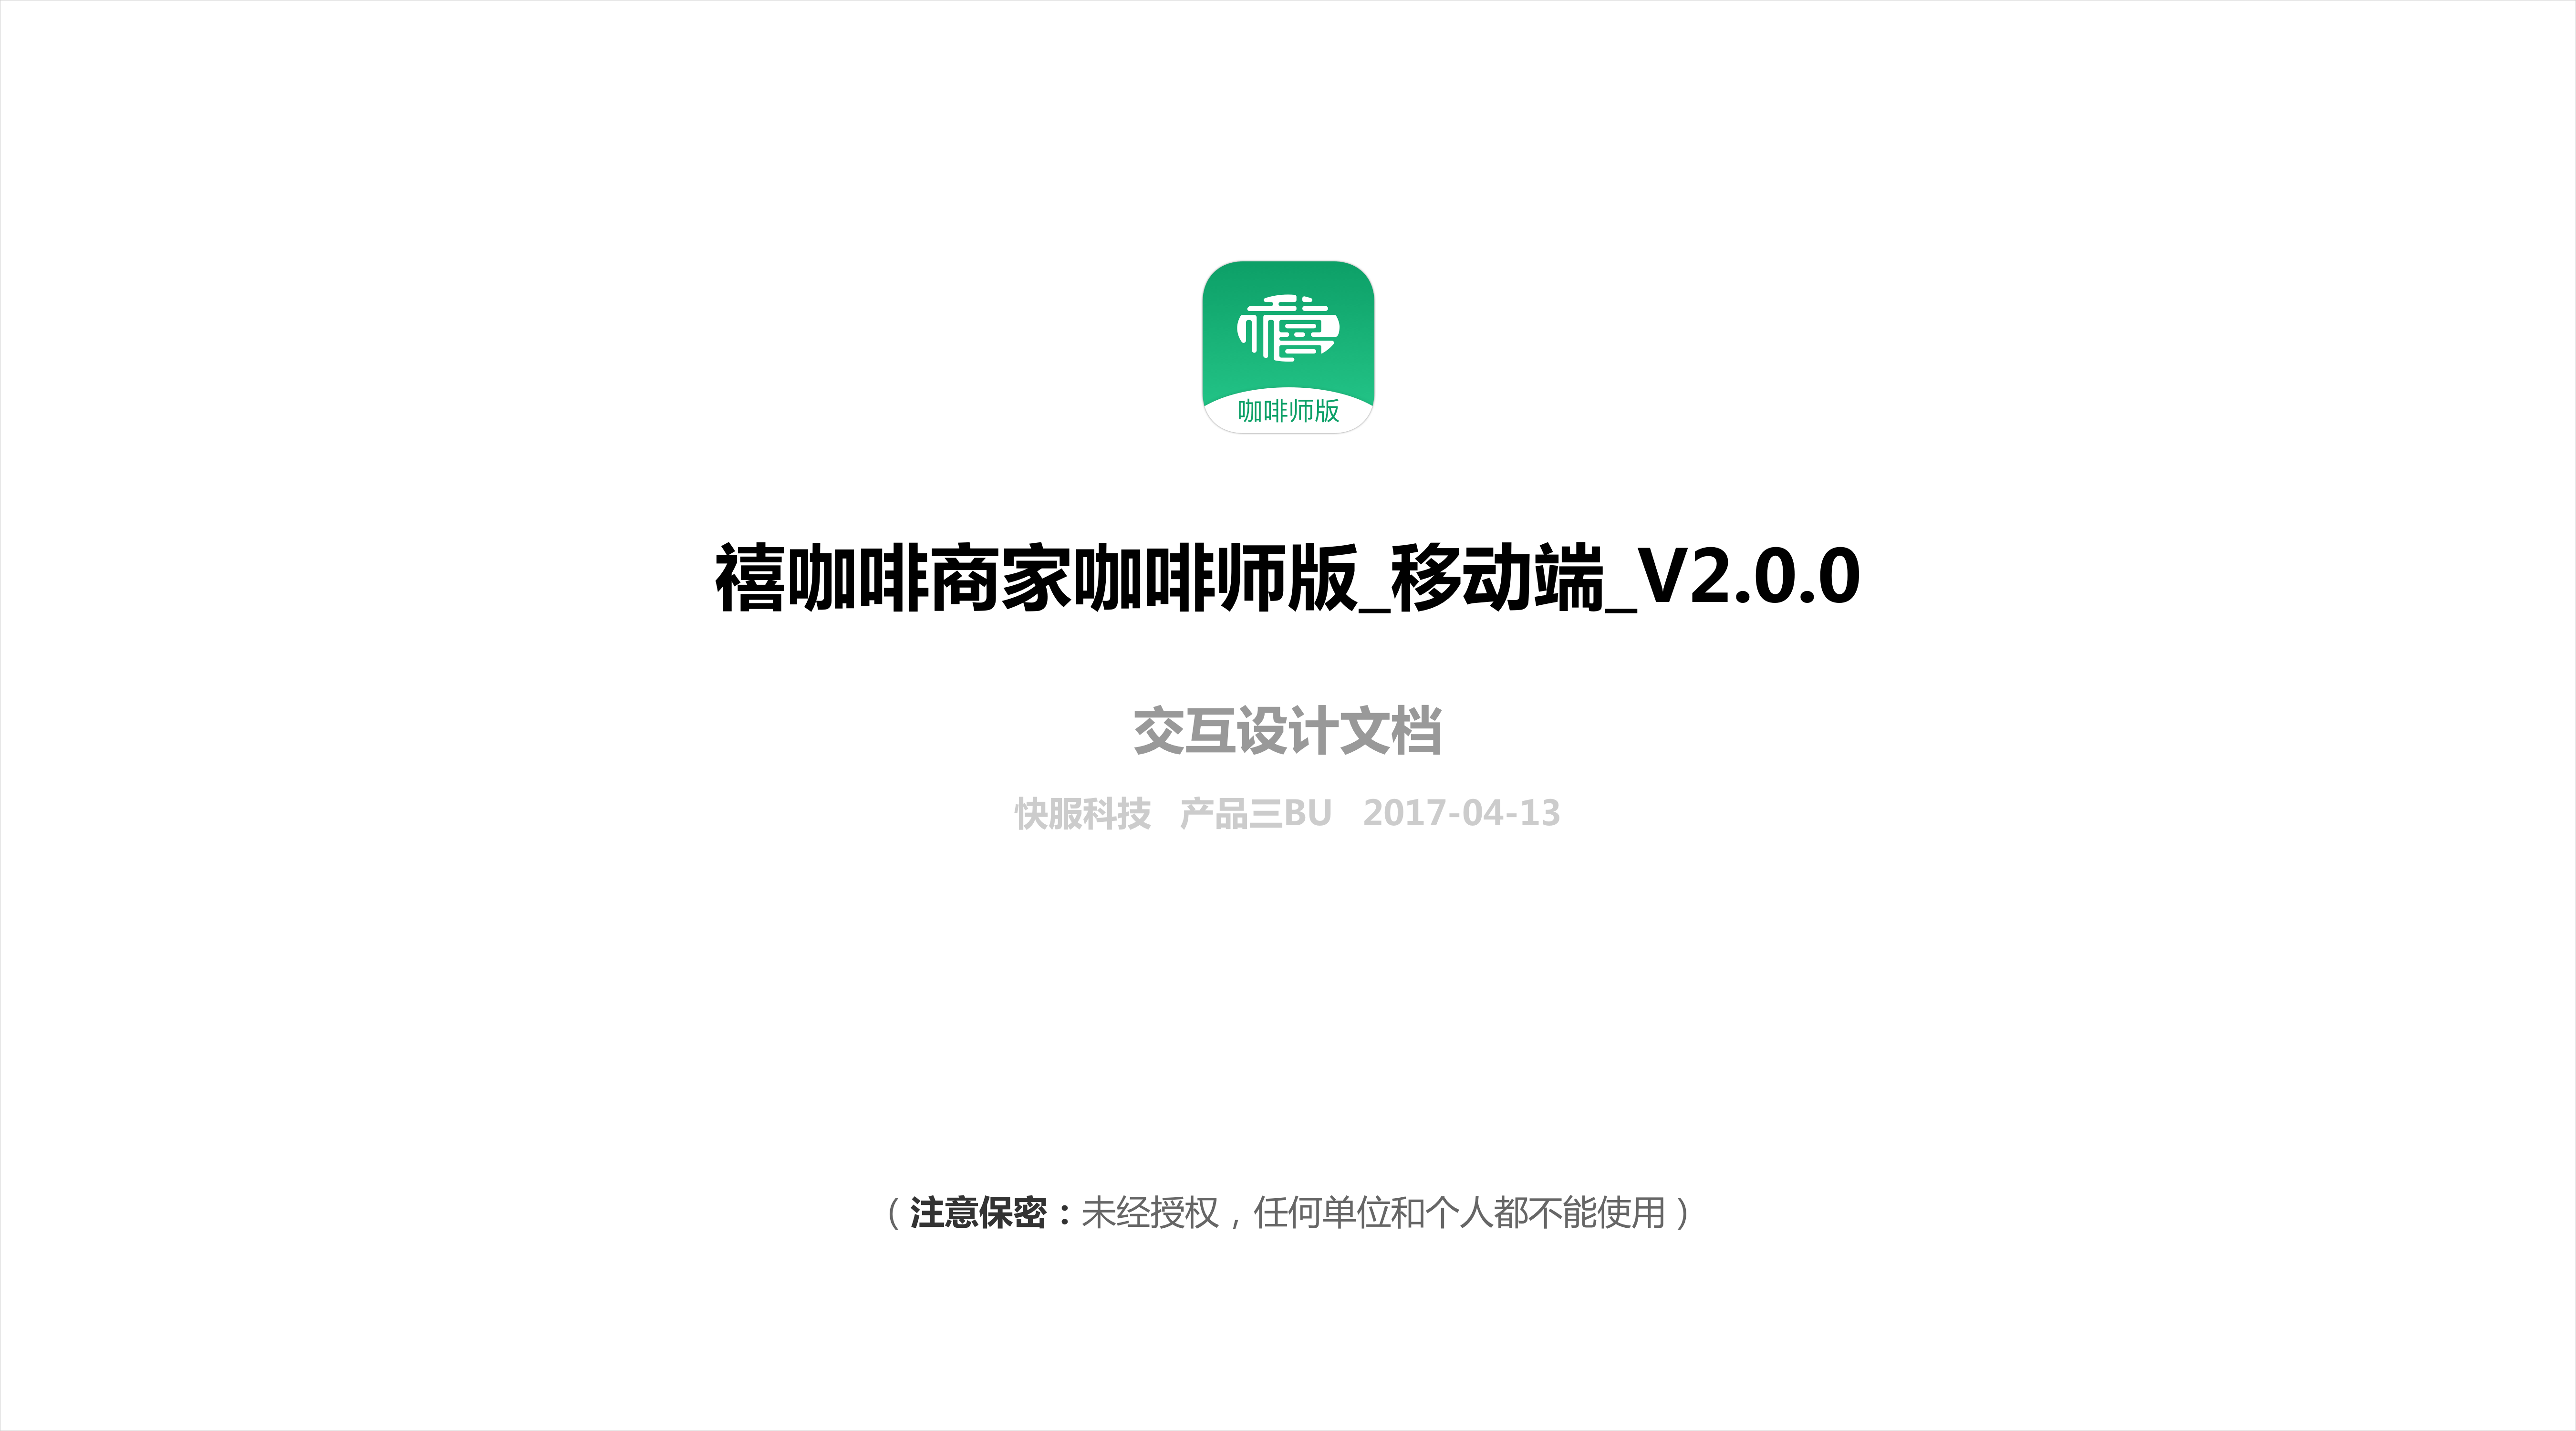 禧
咖啡师版
禧咖啡商家咖啡师版_移动端_V2.0.0
交互设计文档
快服科技 产品三BU 2017-04-13
（注意保密：未经授权，任何单位和个人都不能使用）